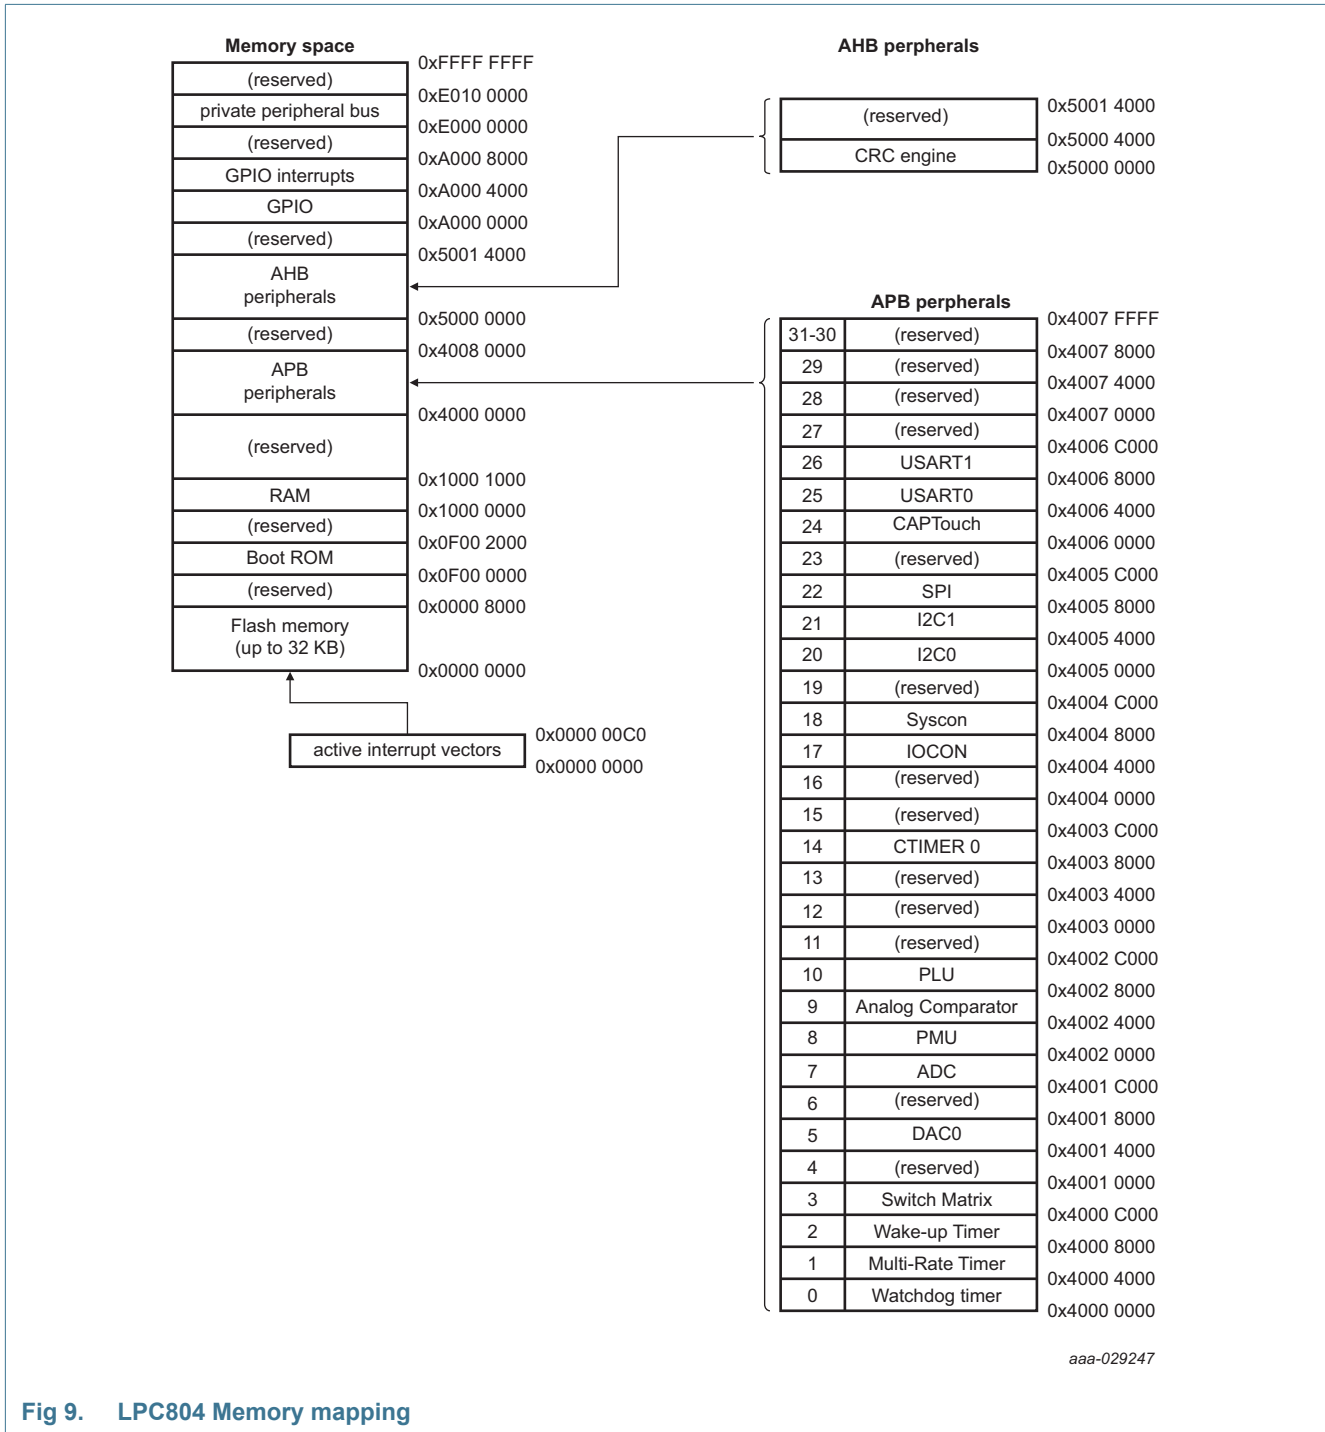 Memory space
0xFFFF FFFF
(reserved)
0xE010 0000
private peripheral bus
0xE000 0000
(reserved)
0xA000 8000
GPIO interrupts
0xA000 4000
GPIO
0xA000 0000
(reserved)
0x5001 4000
AHB
peripherals
0x5000 0000
(reserved)
0x4008 0000
APB
peripherals
0x4000 0000
(reserved)
0x1000 1000
RAM
0x1000 0000
(reserved)
0x0F00 2000
Boot ROM
0x0F00 0000
(reserved)
0x0000 8000
Flash memory
(up to 32 KB)
0x0000 0000
0x0000 00C0
active interrupt vectors
0x0000 0000
AHB perpherals
0x5001 4000
(reserved)
0x5000 4000
CRC engine
0x5000 0000
APB perpherals
0x4007 FFFF
31-30 (reserved)
0x4007 8000
29 (reserved)
0x4007 4000
28 (reserved)
0x4007 0000
27 (reserved)
0x4006 C000
26 USART1
0x4006 8000
25 USART0
0x4006 4000
24 CAPTouch
0x4006 0000
23 (reserved)
0x4005 C000
22 SPI
0x4005 8000
21 I2C1
0x4005 4000
20 I2C0
0x4005 0000
19 (reserved)
0x4004 C000
18 Syscon
0x4004 8000
17 IOCON
0x4004 4000
16 (reserved)
0x4004 0000
15 (reserved)
0x4003 C000
14 CTIMER 0
0x4003 8000
13 (reserved)
0x4003 4000
12 (reserved)
0x4003 0000
11 (reserved)
0x4002 C000
10 PLU
0x4002 8000
9 Analog Comparator
0x4002 4000
8 PMU
0x4002 0000
7 ADC
0x4001 C000
6 (reserved)
0x4001 8000
5 DAC0
0x4001 4000
4 (reserved)
0x4001 0000
3 Switch Matrix
0x4000 C000
2 Wake-up Timer
0x4000 8000
1 Multi-Rate Timer
0x4000 4000
0 Watchdog timer
0x4000 0000
aaa-029247
Fig 9. LPC804 Memory mapping